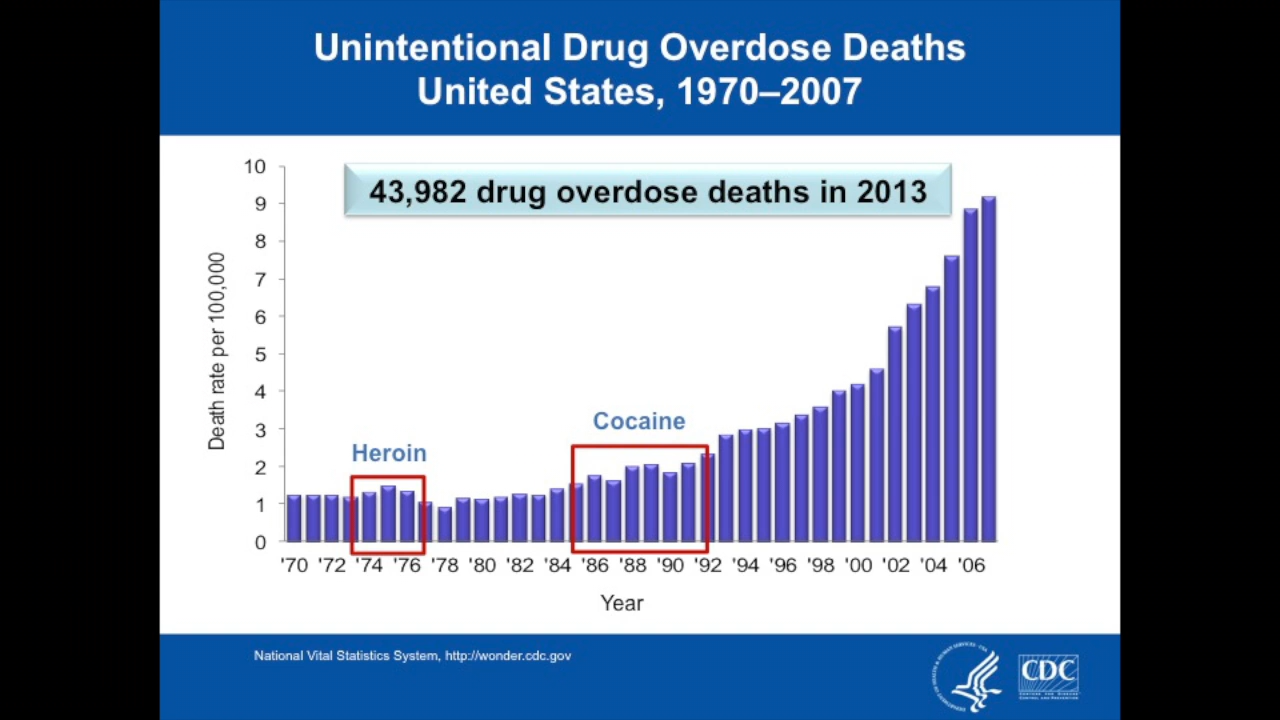 Unintentional Drug Overdose Deaths
United States, 1970–2007
43,982 drug overdose deaths in 2013
Death rate per 100,000
10
9
8
7
6
5
4
3
2
1
0
Heroin
Cocaine
'70 '72 '74 '76 '78 '80 '82 '84 '86 '88 '90 '92 '94 '96 '98 '00 '02 '04 '06
Year
National Vital Statistics System, http://wonder.cdc.gov
CDC